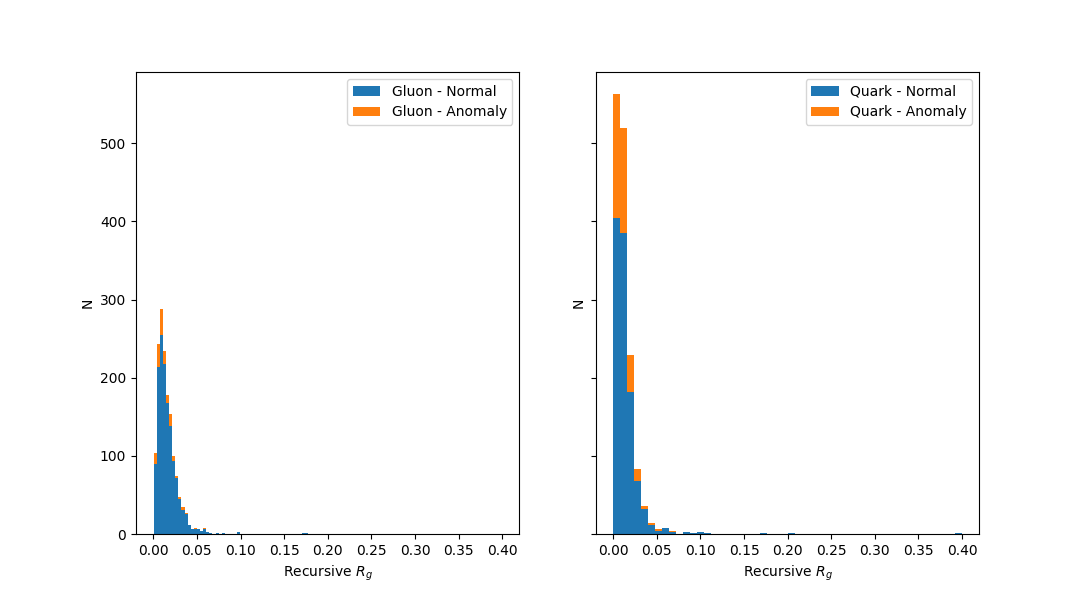 Gluon - Normal
Gluon - Anomaly
N
500
400
300
200
100
0
0.00 0.05 0.10 0.15 0.20 0.25 0.30 0.35 0.40
Recursive R_g
Quark - Normal
Quark - Anomaly
N
0.00 0.05 0.10 0.15 0.20 0.25 0.30 0.35 0.40
Recursive R_g